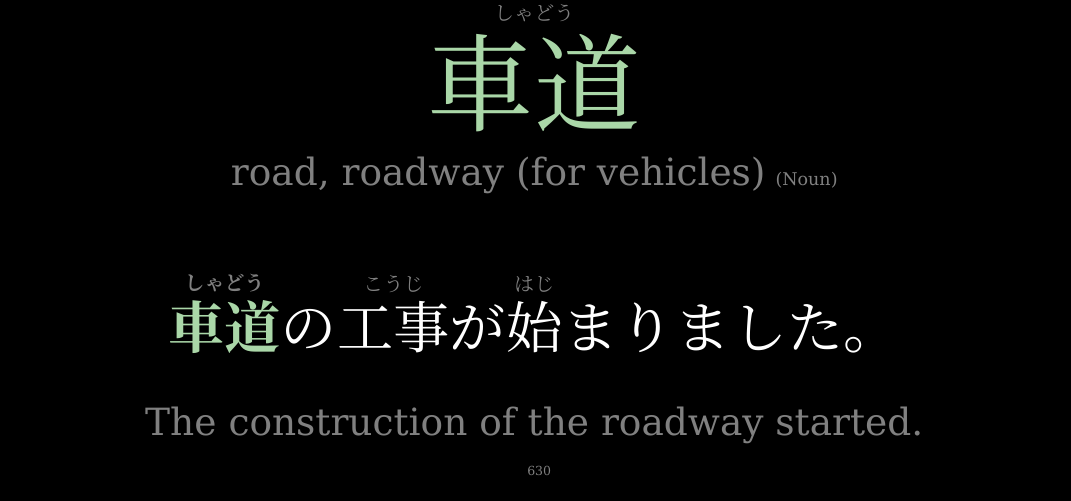 しゃどう
車道
road, roadway (for vehicles) (Noun)
しゃどう こうじ はじ
車道の工事が始まりました。
The construction of the roadway started.
630